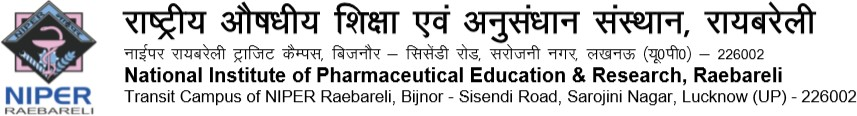 राष्ट्रीय औषधीय शिक्षा एवं अनुसंधान संस्थान, रायबरेली
नाईपर रायबरेली ट्रांजिट कैम्पस, बिजनौर – सिसेंडी रोड, सरोजनी नगर, लखनऊ (यू0पी0) – 226002
National Institute of Pharmaceutical Education & Research, Raebareli
Transit Campus of NIPER Raebareli, Bijnor - Sisendi Road, Sarojini Nagar, Lucknow (UP) - 226002
NIPER
RAEBARELI